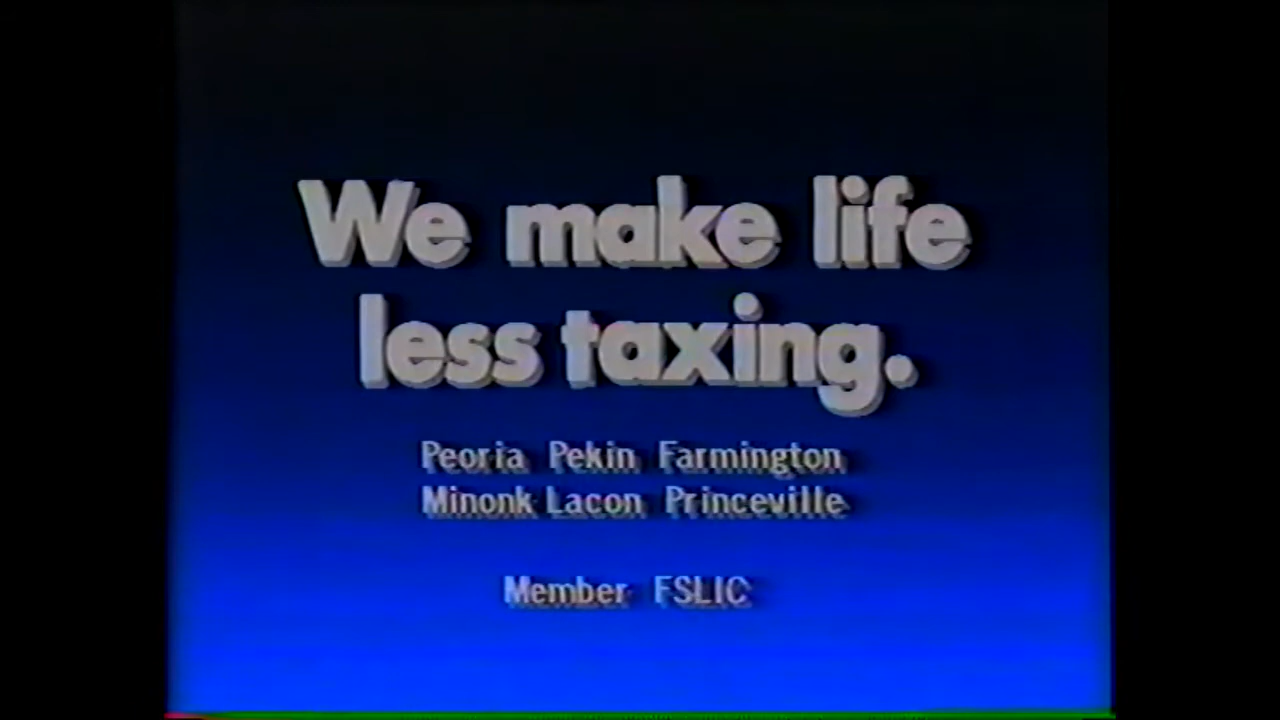 We make life
less taxing.
Peoria Pekin Farmington
Minonk Lacon Princeville
Member FSLIC